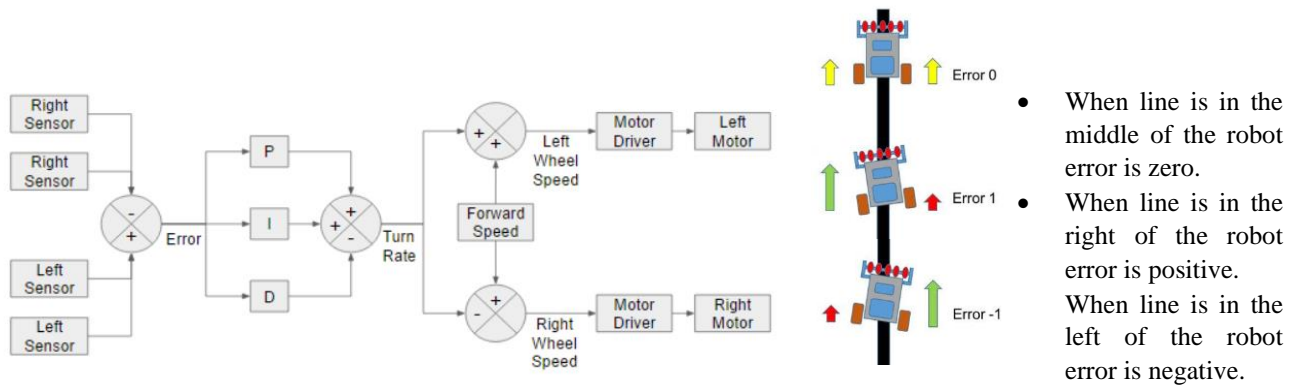 Right
Sensor
Right
Sensor
-
+
Left
Sensor
Left
Sensor
Error
P
I
D
+
+
-
Turn
Rate
+
+
Left
Wheel
Speed
Motor
Driver
Left
Motor
Forward
Speed
+
-
Right
Wheel
Speed
Motor
Driver
Right
Motor
Error 0
Error 1
Error -1
• When line is in the
middle of the robot
error is zero.
• When line is in the
right of the robot
error is positive.
When line is in the
left of the robot
error is negative.